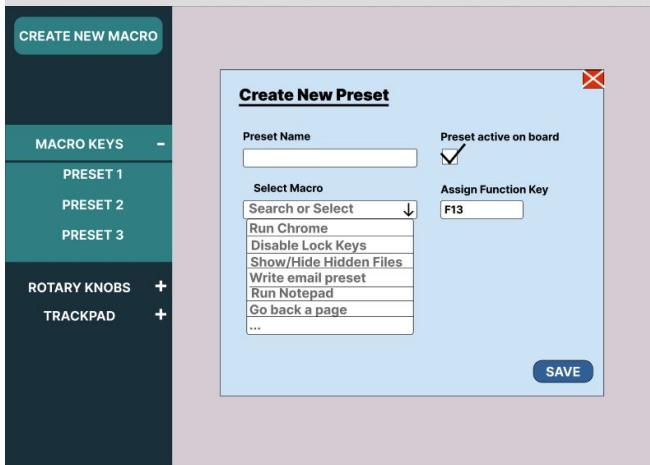 CREATE NEW MACRO
MACRO KEYS -
PRESET 1
PRESET 2
PRESET 3
ROTARY KNOBS +
TRACKPAD +
Create New Preset
Preset Name
Preset active on board
Select Macro
Assign Function Key
Search or Select ↓
F13
Run Chrome
Disable Lock Keys
Show/Hide Hidden Files
Write email preset
Run Notepad
Go back a page
...
SAVE